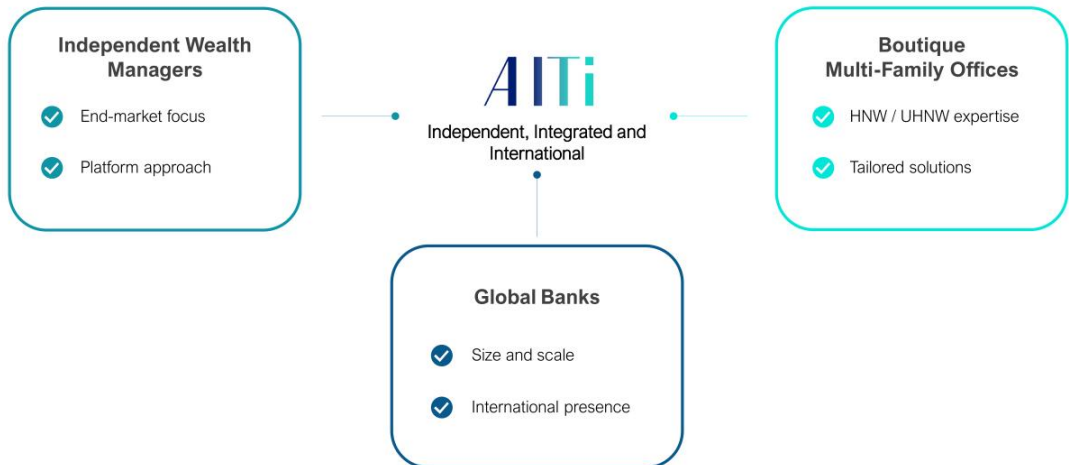 Independent Wealth
Managers
End-market focus
Platform approach
AlTi
Independent, Integrated and
International
Boutique
Multi-Family Offices
HNW / UHNW expertise
Tailored solutions
Global Banks
Size and scale
International presence